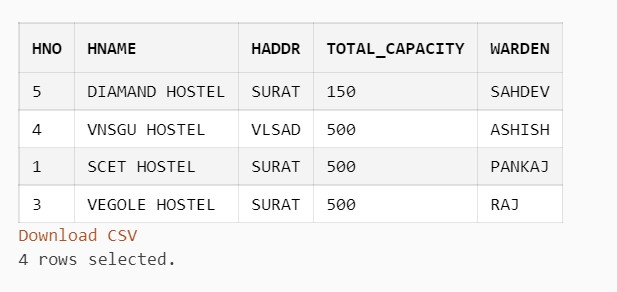 HNO HNAME HADDR TOTAL_CAPACITY WARDEN
5 DIAMAND HOSTEL SURAT 150 SAHDEV
4 VNSGU HOSTEL VLSAD 500 ASHISH
1 SCET HOSTEL SURAT 500 PANKAJ
3 VEGOLE HOSTEL SURAT 500 RAJ
Download CSV
4 rows selected.